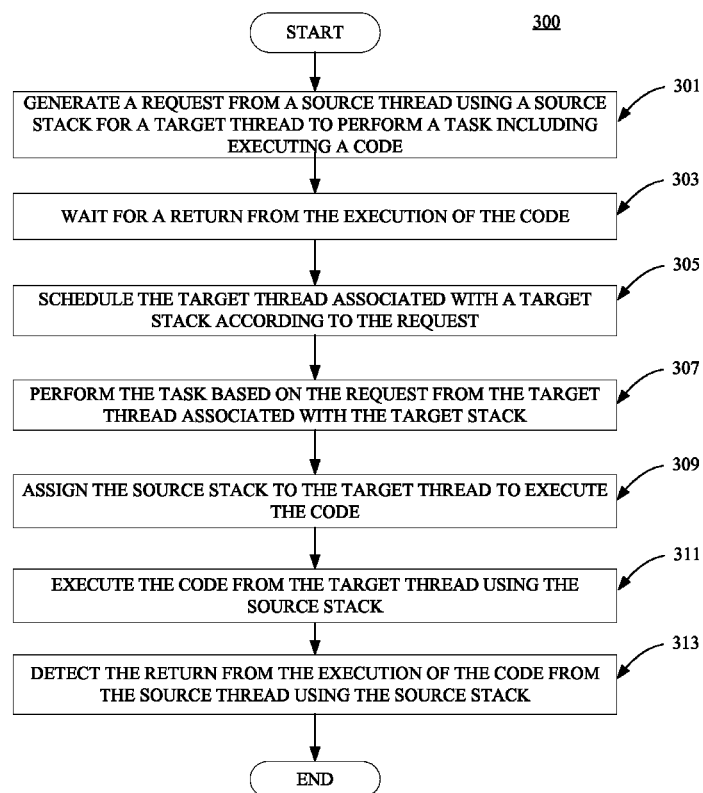 START
300
GENERATE A REQUEST FROM A SOURCE THREAD USING A SOURCE
STACK FOR A TARGET THREAD TO PERFORM A TASK INCLUDING
EXECUTING A CODE
301
WAIT FOR A RETURN FROM THE EXECUTION OF THE CODE
303
SCHEDULE THE TARGET THREAD ASSOCIATED WITH A TARGET
STACK ACCORDING TO THE REQUEST
305
PERFORM THE TASK BASED ON THE REQUEST FROM THE TARGET
THREAD ASSOCIATED WITH THE TARGET STACK
307
ASSIGN THE SOURCE STACK TO THE TARGET THREAD TO EXECUTE
THE CODE
309
EXECUTE THE CODE FROM THE TARGET THREAD USING THE
SOURCE STACK
311
DETECT THE RETURN FROM THE EXECUTION OF THE CODE FROM
THE SOURCE THREAD USING THE SOURCE STACK
313
END